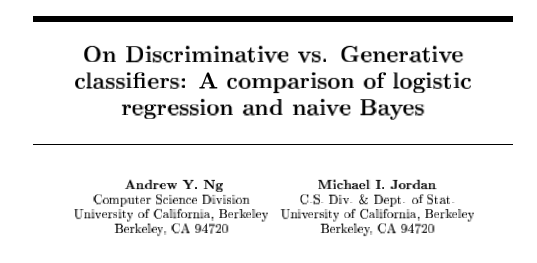 On Discriminative vs. Generative
classifiers: A comparison of logistic
regression and naive Bayes
Andrew Y. Ng
Computer Science Division
University of California, Berkeley
Berkeley, CA 94720
Michael I. Jordan
C.S. Div. & Dept. of Stat.
University of California, Berkeley
Berkeley, CA 94720